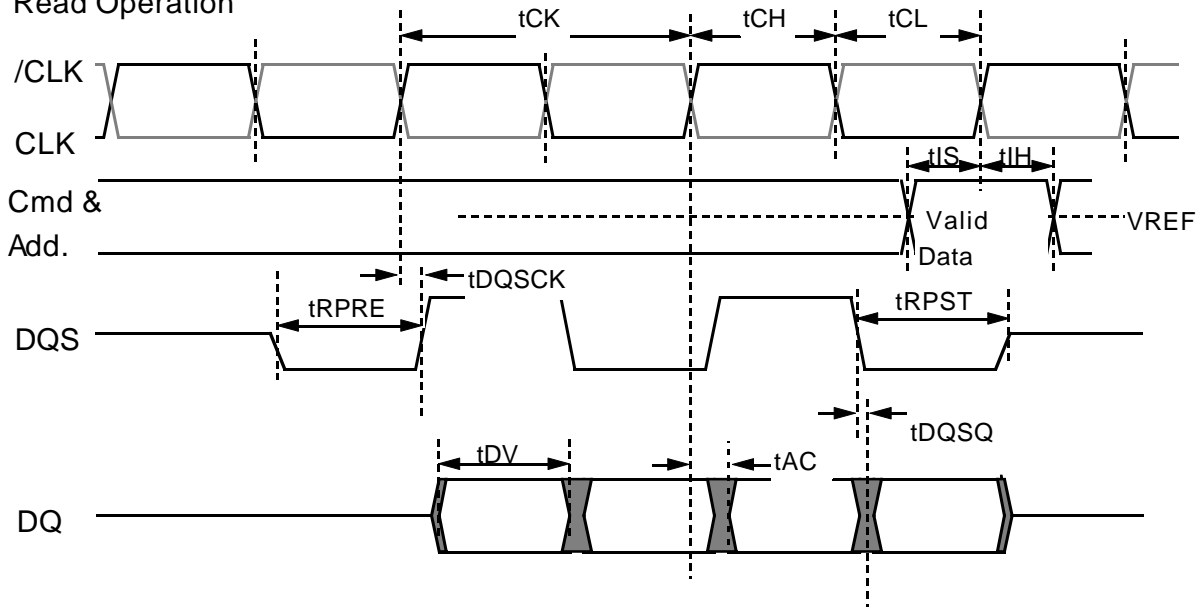 Read Operation
tCK
tCH
tCL
/CLK
CLK
tIS
tIH
Cmd &
Add.
Valid
Data
VREF
tDQSCK
tRPRE
tRPST
DQS
tDQSQ
tDV
tAC
DQ